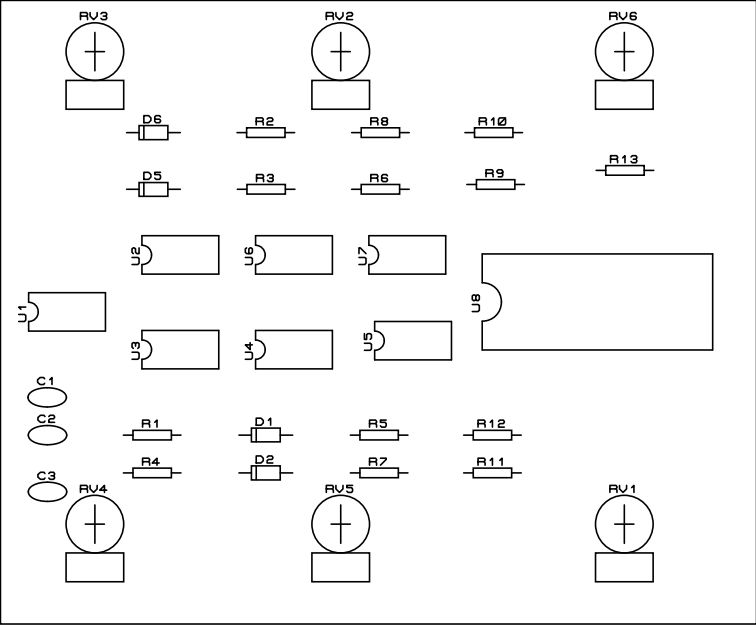 RV3 RV2 RV6
D6 R2 R8 R10
R13
D5 R3 R6 R9
U2 U6 U7
U8
U1
U3 U4 U5
C1
C2 R1 D1 R5 R12
R4 D2 R7 R11
C3
RV4 RV5 RV1